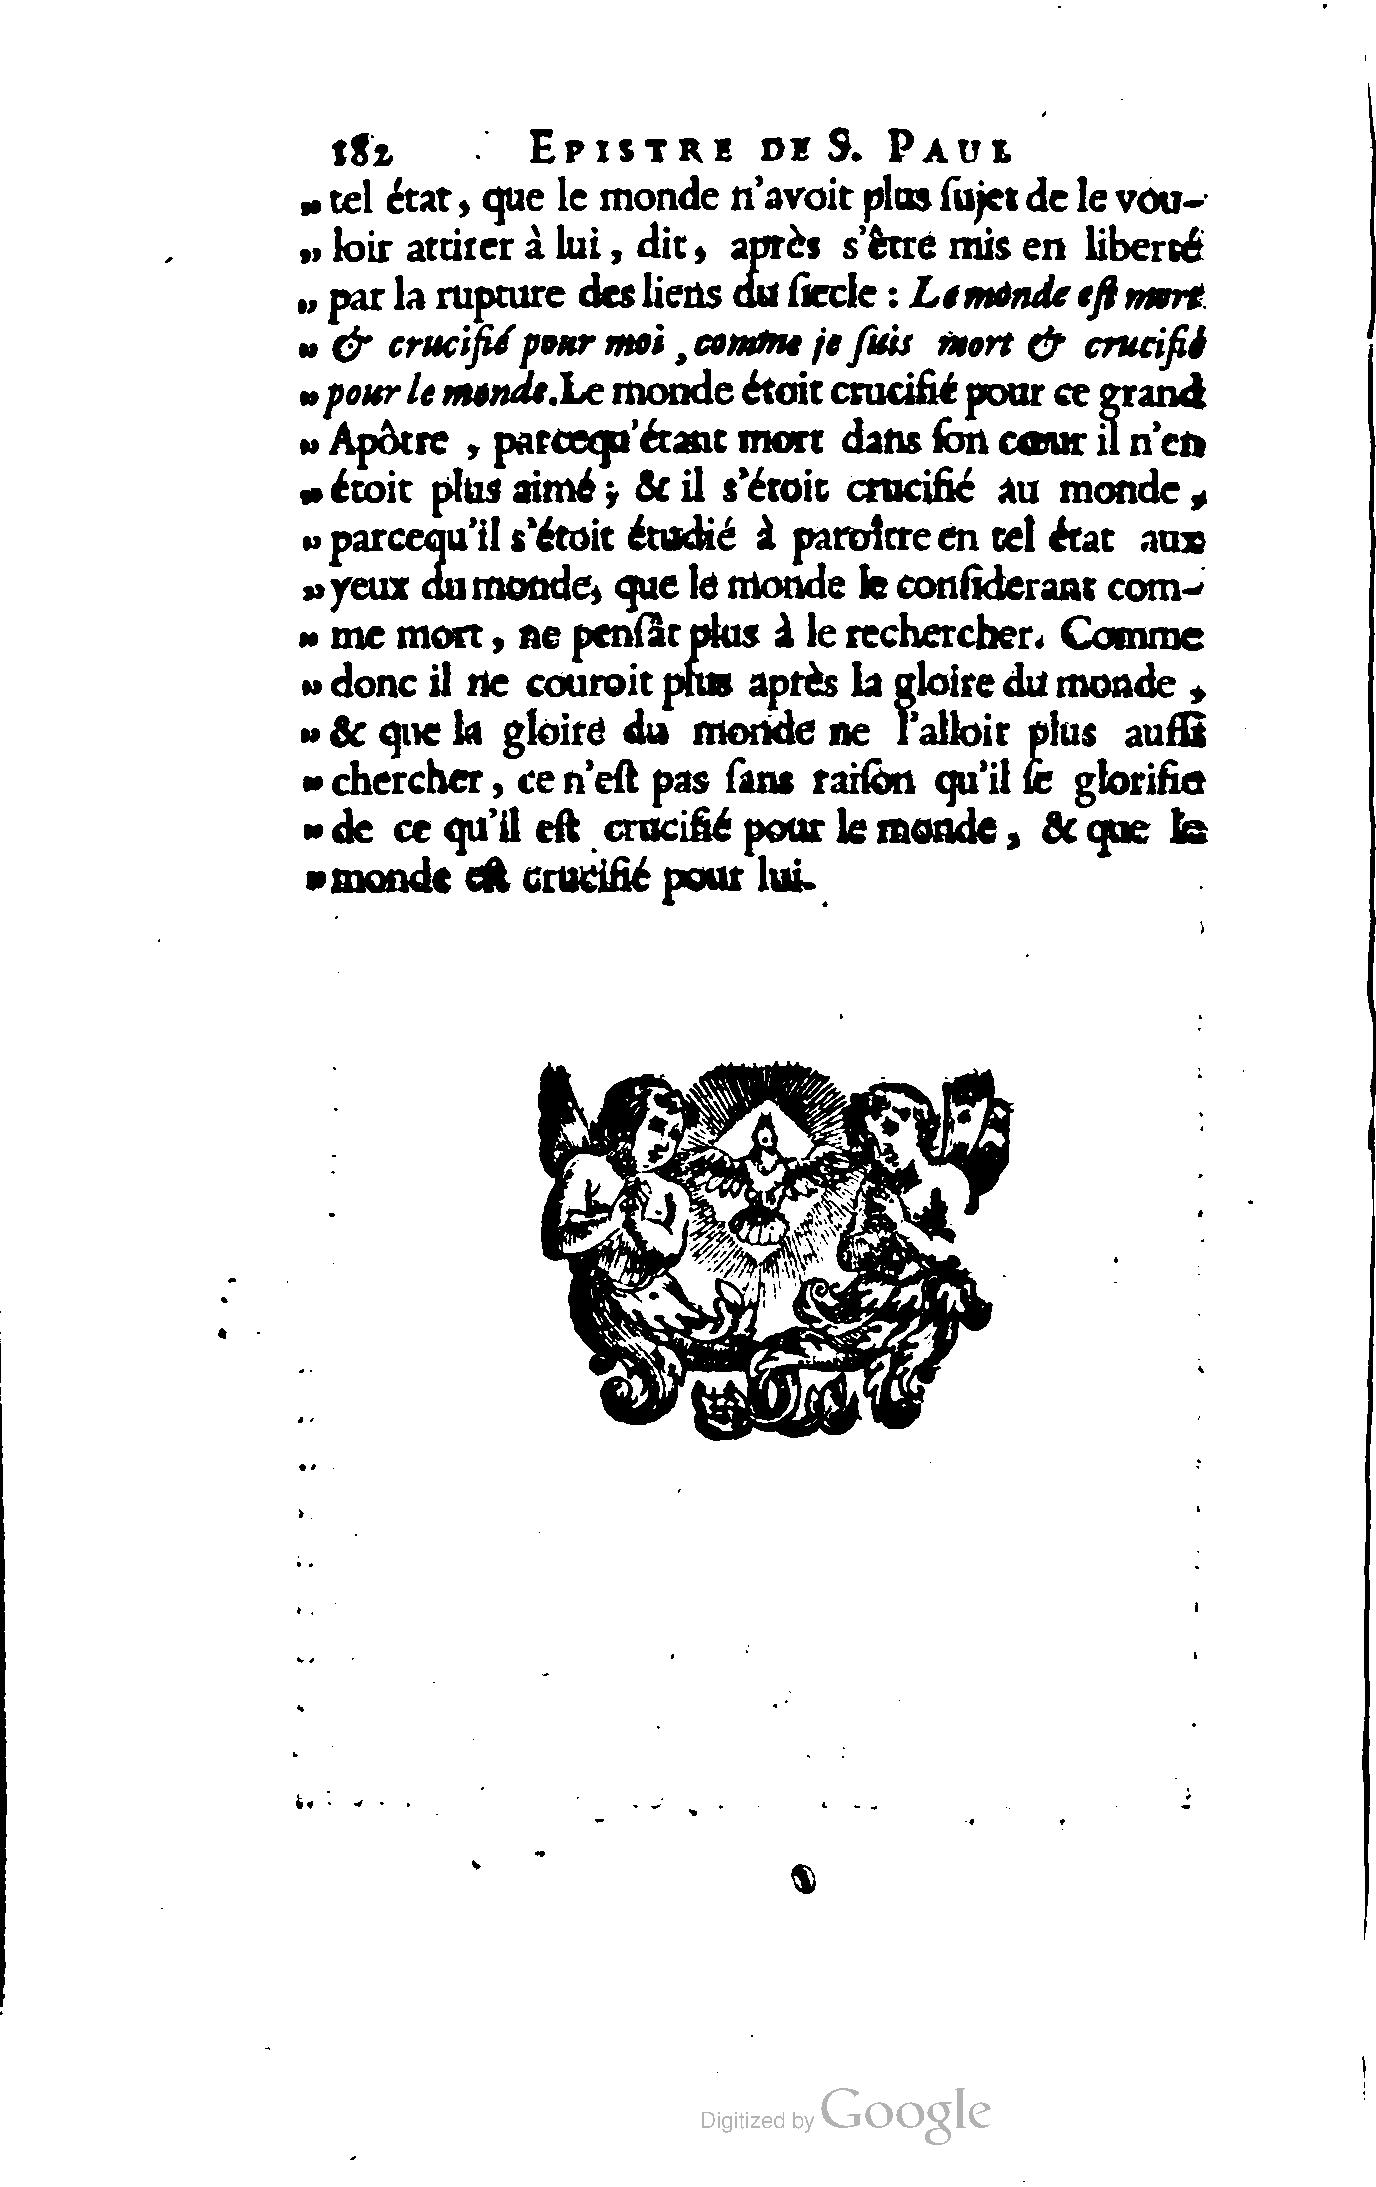 182 EPISTRE DE S. PAUL
„ tel état, que le monde n'avoit plus ſujet de le vou-
„ loir attirer à lui, dit, après s'être mis en liberté
„ par la rupture des liens du ſiecle : Le monde eſt mort
„ & crucifié pour moi, comme je ſuis mort & crucifié
„ pour le monde. Le monde étoit crucifié pour ce grand
„ Apôtre, parcequ'étant mort dans ſon cœur il n'en
„ étoit plus aimé ; & il s'étoit crucifié au monde,
„ parcequ'il s'étoit étudié à paroître en tel état aux
„ yeux du monde, que le monde le conſiderant com-
„ me mort, ne penſât plus à le rechercher. Comme
„ donc il ne couroit plus après la gloire du monde,
„ & que la gloire du monde ne l'alloit plus auſſi
„ chercher, ce n'eſt pas ſans raiſon qu'il ſe glorifie
„ de ce qu'il eſt crucifié pour le monde, & que le
„ monde eſt crucifié pour lui.
Digitized by Google